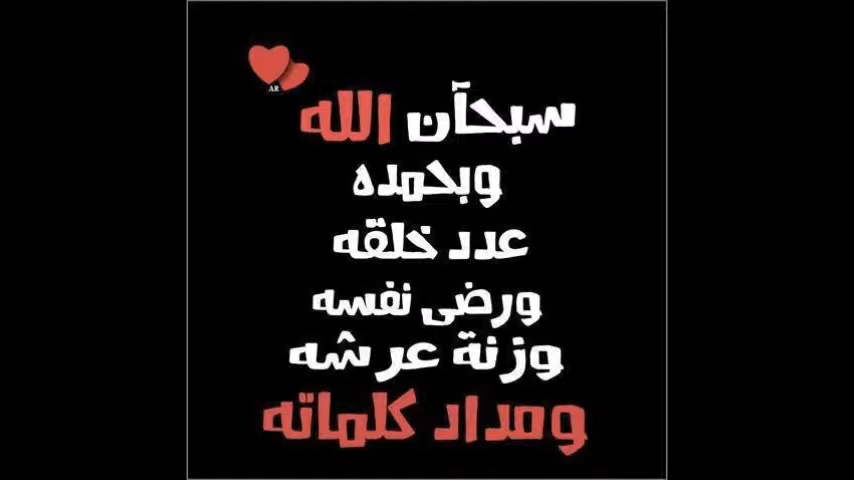 AR
سبحآن الله
وبحمده
عدد خلقه
ورضى نفسه
وزنة عرشه
ومداد كلماته